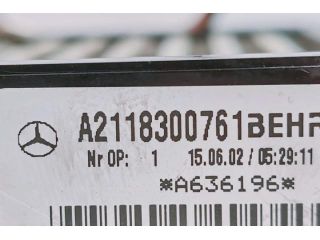 A2118300761BEHR
Nr OP: 1 15.06.02 / 05:29:11
*A636196*